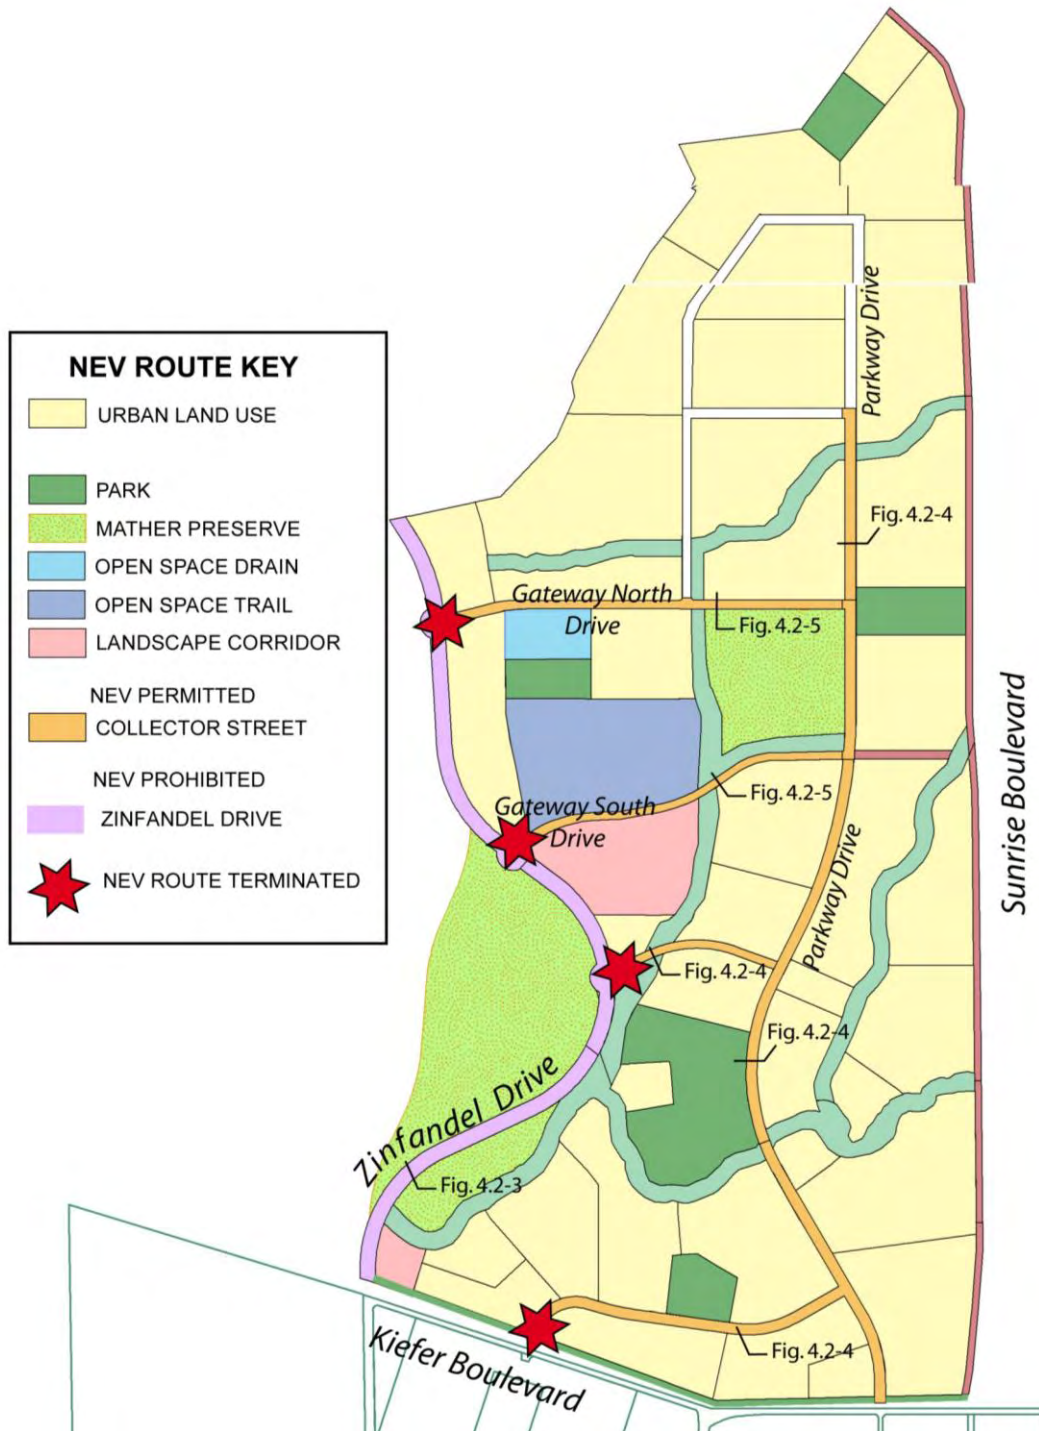 Parkway Drive
NEV ROUTE KEY
URBAN LAND USE
PARK
MATHER PRESERVE
OPEN SPACE DRAIN
OPEN SPACE TRAIL
LANDSCAPE CORRIDOR
NEV PERMITTED
COLLECTOR STREET
NEV PROHIBITED
ZINFANDEL DRIVE
NEV ROUTE TERMINATED
Fig. 4.2-4
Gateway North
Drive
Fig. 4.2-5
Sunrise Boulevard
Fig. 4.2-5
Gateway South
Drive
Parkway Drive
Fig. 4.2-4
Fig. 4.2-4
Zinfandel Drive
Fig. 4.2-3
Kiefer Boulevard
Fig. 4.2-4